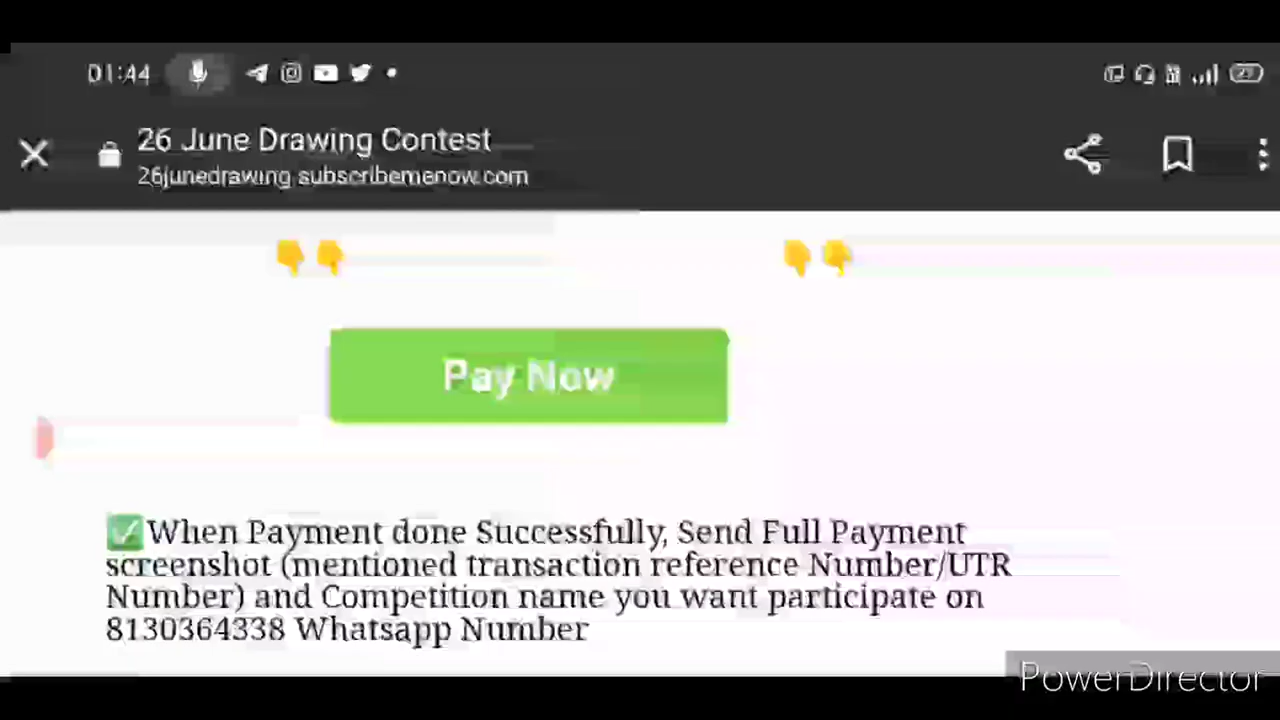 01:44
26 June Drawing Contest
26junedrawing.subscribemenow.com
Pay Now
✅When Payment done Successfully, Send Full Payment
screenshot (mentioned transaction reference Number/UTR
Number) and Competition name you want participate on
8130364338 Whatsapp Number
PowerDirector